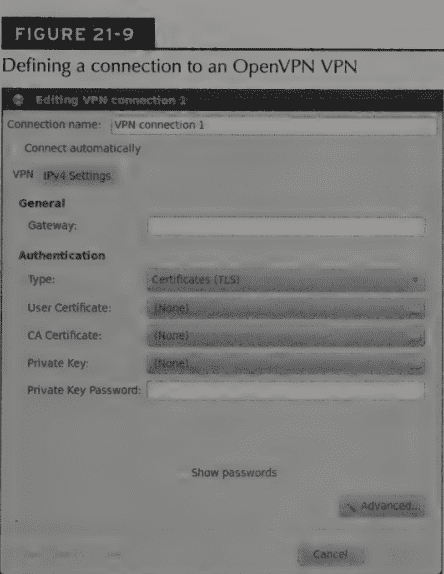 FIGURE 21-9
Defining a connection to an OpenVPN VPN
Editing VPN connection 1
Connection name: VPN connection 1
Connect automatically
VPN IPv4 Settings
General
Gateway:
Authentication
Type: Certificates (TLS)
User Certificate: (None) ...
CA Certificate: (None) ...
Private Key: (None) ...
Private Key Password:
Show passwords
Advanced...
Cancel